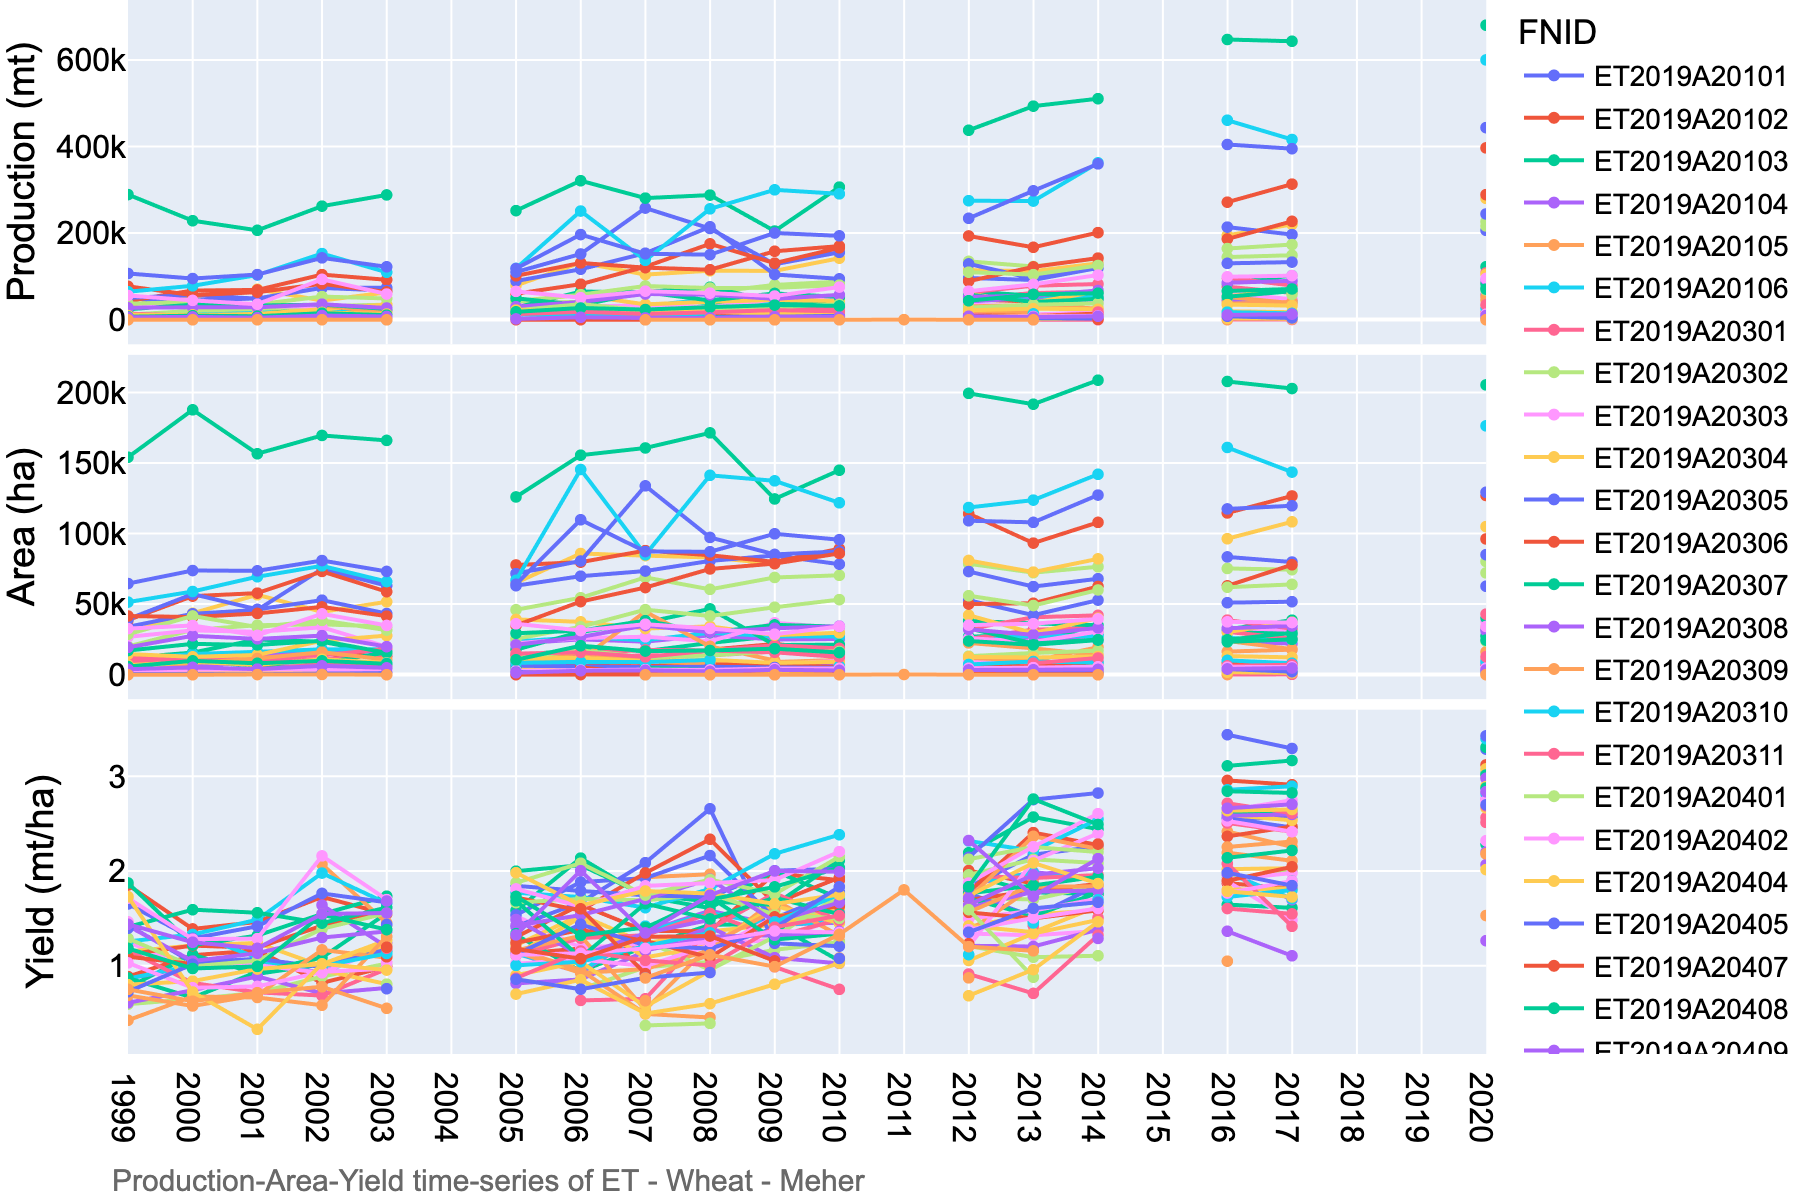 Production (mt)
600k
400k
200k
0
Area (ha)
200k
150k
100k
50k
0
Yield (mt/ha)
3
2
1
1999
2000
2001
2002
2003
2004
2005
2006
2007
2008
2009
2010
2011
2012
2013
2014
2015
2016
2017
2018
2019
2020
Production-Area-Yield time-series of ET - Wheat - Meher
FNID
ET2019A20101
ET2019A20102
ET2019A20103
ET2019A20104
ET2019A20105
ET2019A20106
ET2019A20301
ET2019A20302
ET2019A20303
ET2019A20304
ET2019A20305
ET2019A20306
ET2019A20307
ET2019A20308
ET2019A20309
ET2019A20310
ET2019A20311
ET2019A20401
ET2019A20402
ET2019A20404
ET2019A20405
ET2019A20407
ET2019A20408
ET2019A20409